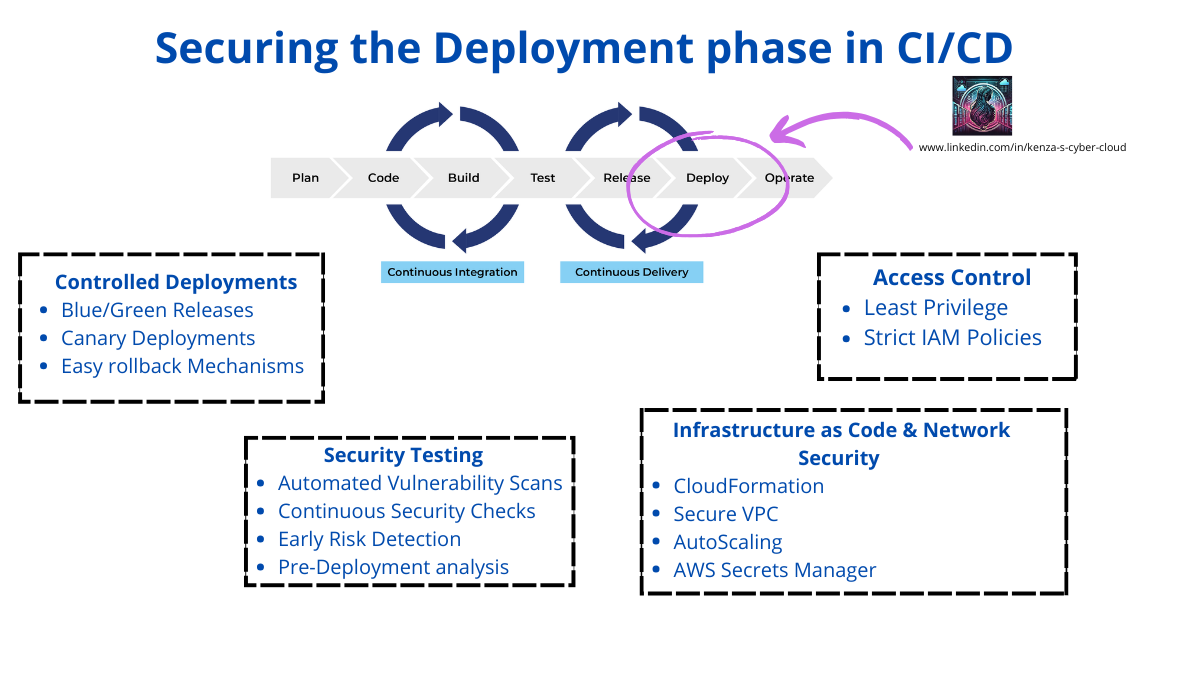 Securing the Deployment phase in CI/CD
www.linkedin.com/in/kenza-s-cyber-cloud
Plan
Code
Build
Test
Release
Deploy
Operate
Continuous Integration
Continuous Delivery
Controlled Deployments
• Blue/Green Releases
• Canary Deployments
• Easy rollback Mechanisms
Access Control
• Least Privilege
• Strict IAM Policies
Security Testing
• Automated Vulnerability Scans
• Continuous Security Checks
• Early Risk Detection
• Pre-Deployment analysis
Infrastructure as Code & Network
Security
• CloudFormation
• Secure VPC
• AutoScaling
• AWS Secrets Manager